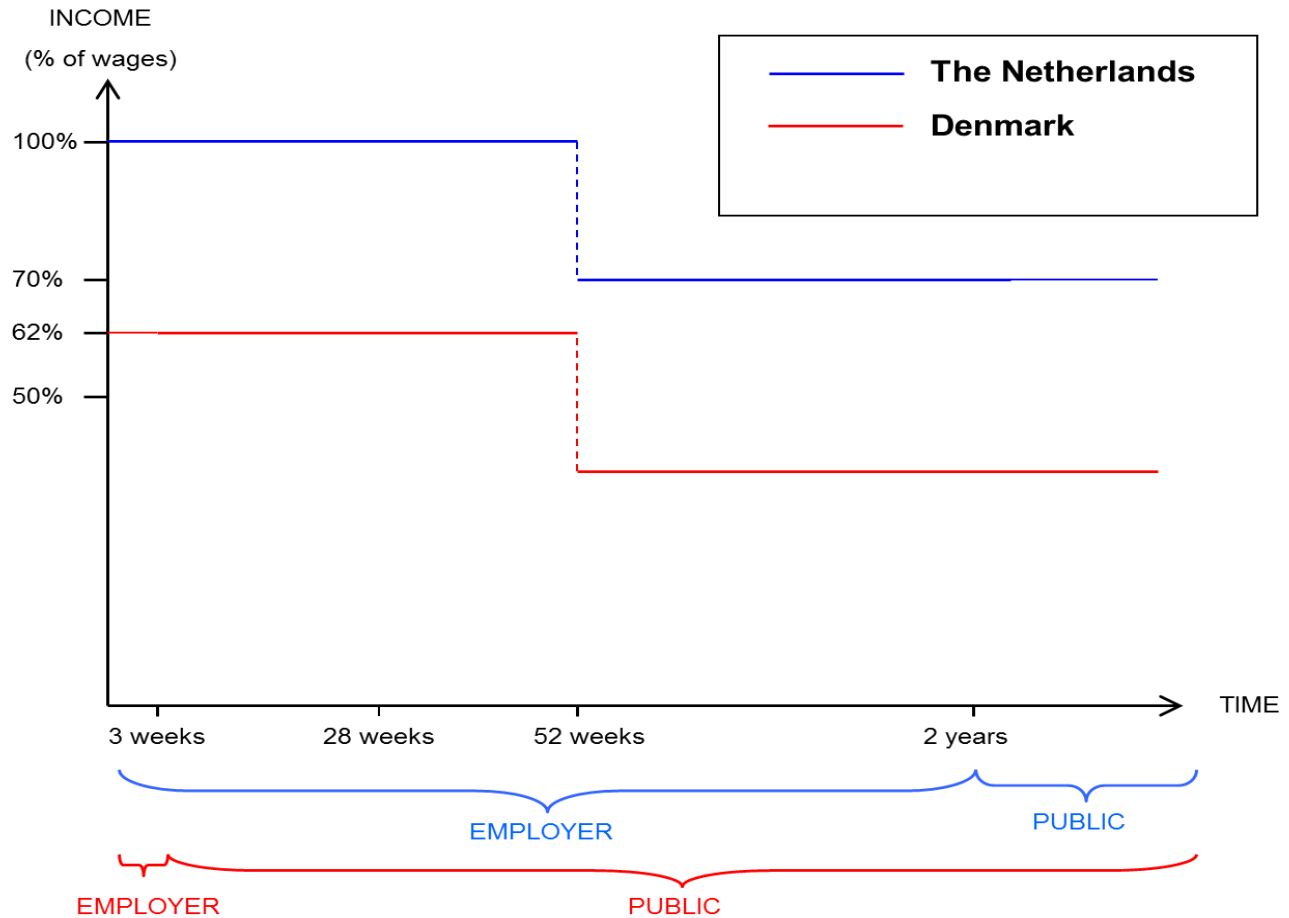 INCOME
(% of wages)
The Netherlands
Denmark
100%
70%
62%
50%
TIME
3 weeks
28 weeks
52 weeks
2 years
EMPLOYER
PUBLIC
EMPLOYER
PUBLIC